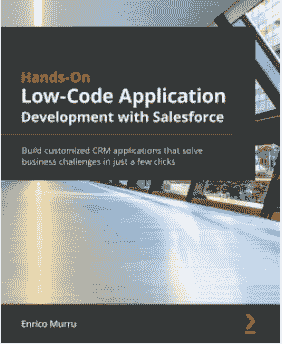 Hands-On
Low-Code Application
Development with Salesforce
Build customized CRM applications that solve
business challenges in just a few clicks
Enrico Murru